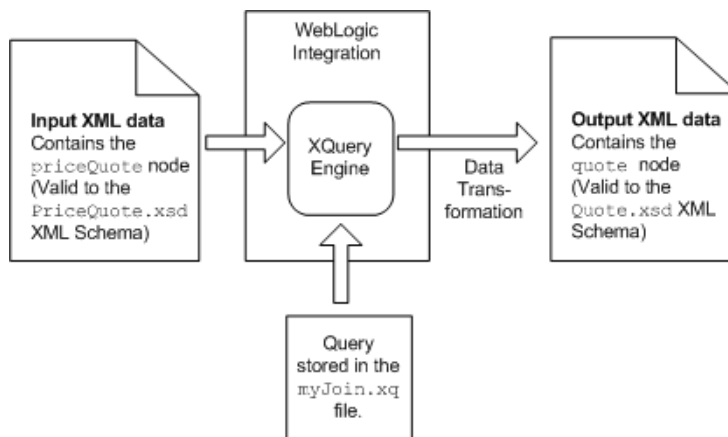 WebLogic
Integration
Input XML data
Contains the
priceQuote node
(Valid to the
PriceQuote.xsd
XML Schema)
XQuery
Engine
Data
Trans-
formation
Output XML data
Contains the
quote node
(Valid to the
Quote.xsd XML
Schema)
Query
stored in the
myJoin.xq
file.